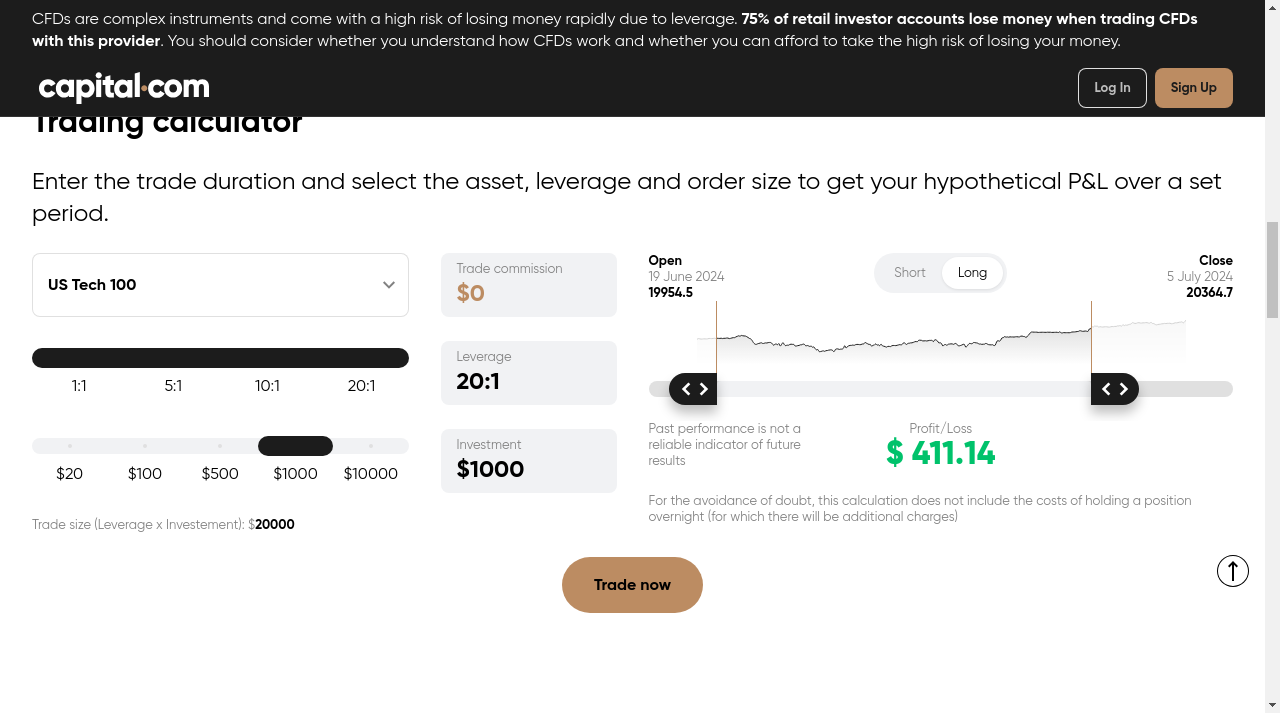 CFDs are complex instruments and come with a high risk of losing money rapidly due to leverage. 75% of retail investor accounts lose money when trading CFDs
with this provider. You should consider whether you understand how CFDs work and whether you can afford to take the high risk of losing your money.
capital.com
Log In
Sign Up
Trading calculator
Enter the trade duration and select the asset, leverage and order size to get your hypothetical P&L over a set
period.
US Tech 100
1:1 5:1 10:1 20:1
$20 $100 $500 $1000 $10000
Trade size (Leverage x Investement): $20000
Trade commission
$0
Leverage
20:1
Investment
$1000
Open
19 June 2024
19954.5
Short Long
Close
5 July 2024
20364.7
Past performance is not a
reliable indicator of future
results
Profit/Loss
$ 411.14
For the avoidance of doubt, this calculation does not include the costs of holding a position
overnight (for which there will be additional charges)
Trade now